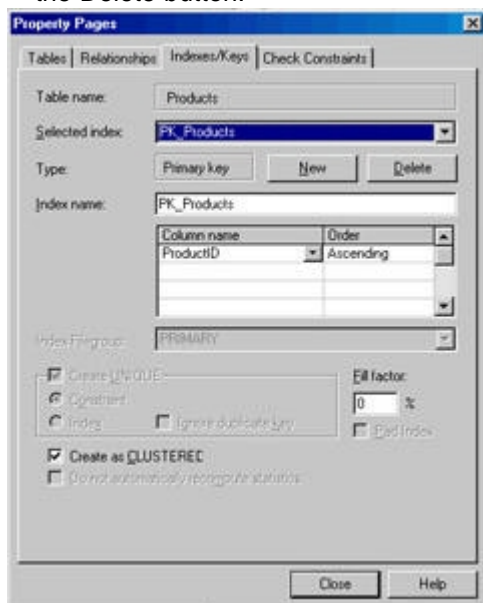 the Delete button.
Property Pages
Tables Relationships Indexes/Keys Check Constraints
Table name: Products
Selected index: PK_Products
Type: Primary key New Delete
Index name: PK_Products
Column name Order
ProductID Ascending
Index Filegroup: PRIMARY
Create UNIQUE
Fill factor:
Constraint
0 %
Index Ignore duplicate key
Pad Index
Create as CLUSTERED
Do not automatically recompute statistics
Close Help